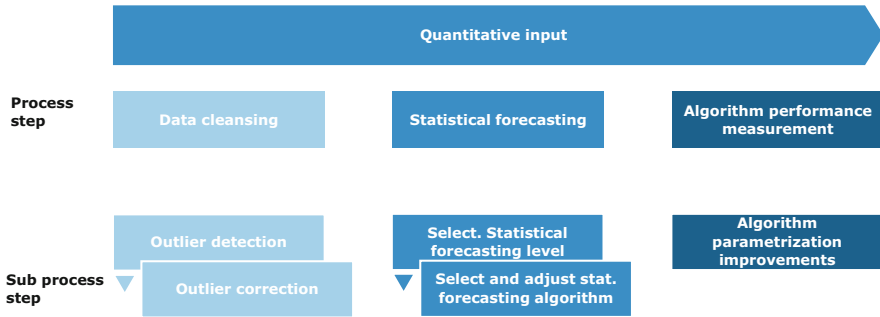 Quantitative input
Process
step
Data cleansing
Statistical forecasting
Algorithm performance
measurement
Sub process
step
Outlier detection
Outlier correction
Select. Statistical
forecasting level
Select and adjust stat.
forecasting algorithm
Algorithm
parametrization
improvements